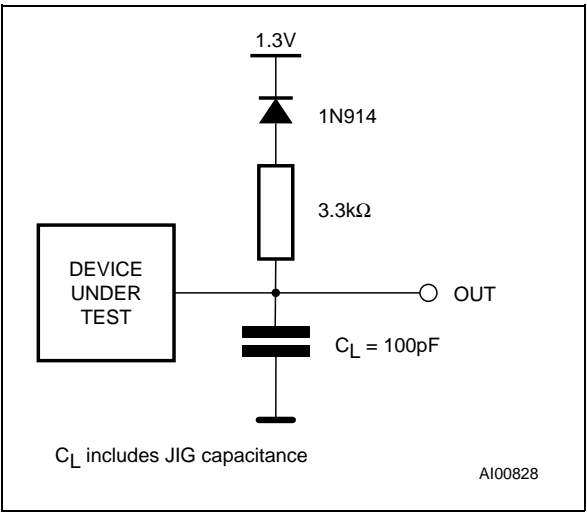 1.3V
1N914
3.3kΩ
DEVICE
UNDER
TEST
OUT
CL = 100pF
CL includes JIG capacitance
AI00828